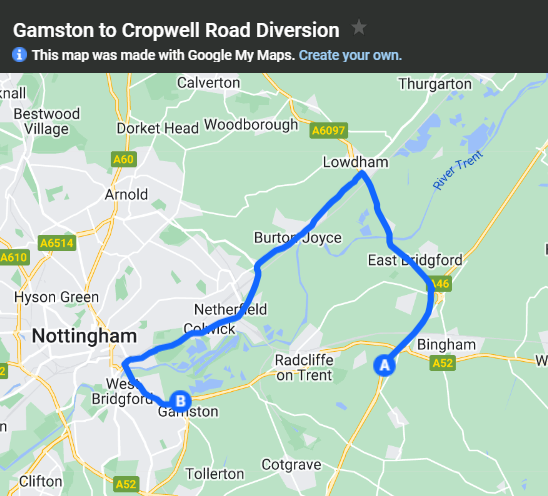 Gamston to Cropwell Road Diversion
This map was made with Google My Maps. Create your own.
Calverton
Thurgarton
knall
Bestwood
Village
Woodborough
Dorket Head
A6097
A60
Lowdham
River Trent
Arnold
A6514
Burton Joyce
A610
East Bridgford
A46
Hyson Green
Netherfield
Colwick
Nottingham
Bingham
Radcliffe
on Trent
A
A52
W
2
West
Bridgford
B
Gamston
Cotgrave
Tollerton
Clifton
A52